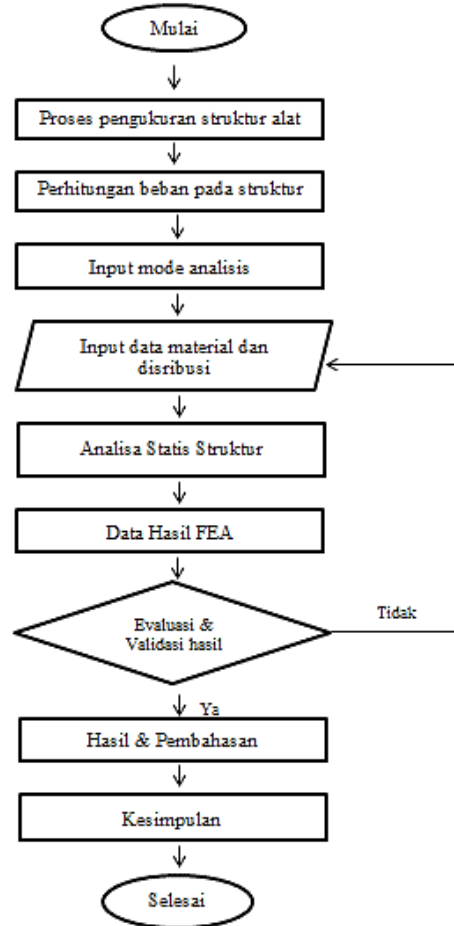 Mulai
Proses pengukuran struktur alat
Perhitungan beban pada struktur
Input mode analisis
Input data material dan
disribusi
Analisa Statis Struktur
Data Hasil FEA
Evaluasi &
Validasi hasil
Tidak
Ya
Hasil & Pembahasan
Kesimpulan
Selesai